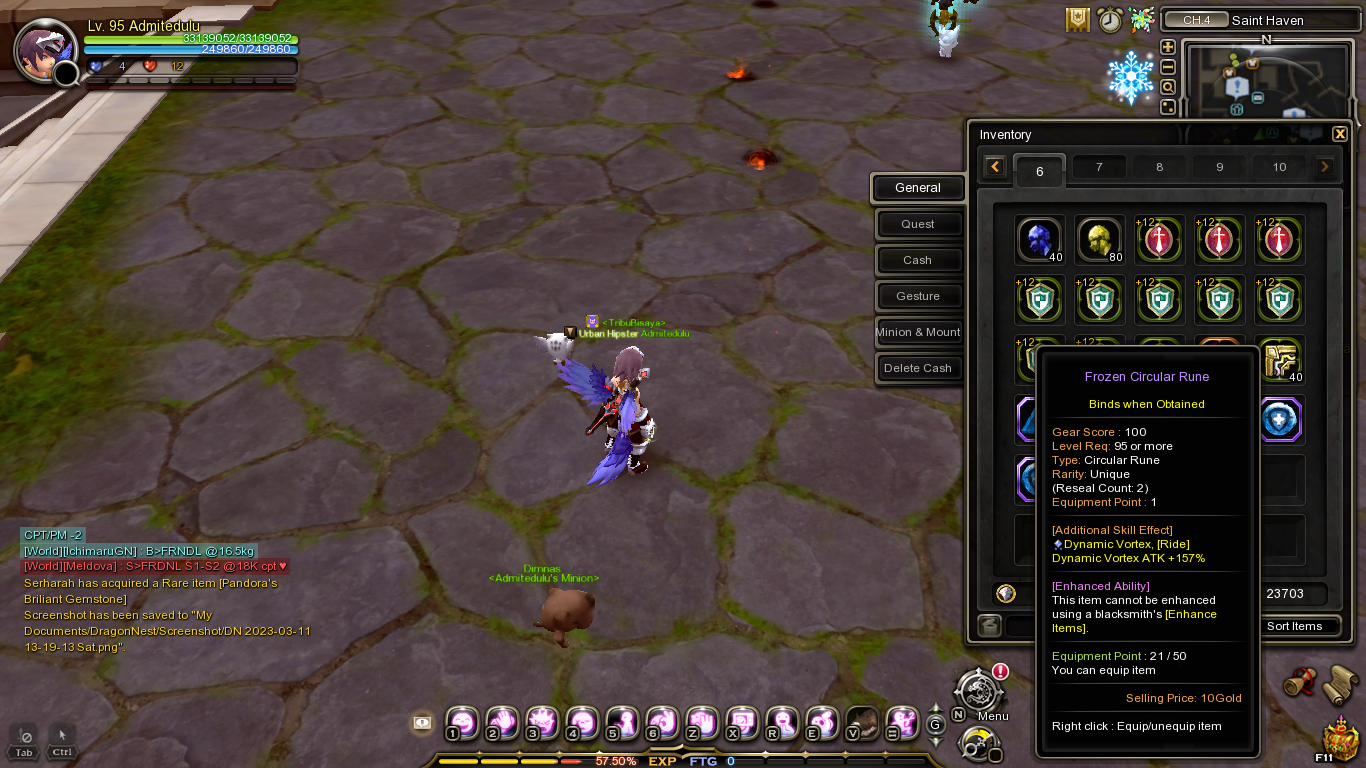 Lv. 95 Admitedulu
33139052/33139052
249860/249860
4 12
CH.4 Saint Haven
N
Inventory
6 7 8 9 10
General
Quest
Cash
Gesture
Minion & Mount
Delete Cash
40 80 +12 +12 +12
+12 +12 +12 +12 +12
+12 +12 40
<TribuBisaya>
Urban Hipster Admitedulu
Frozen Circular Rune
Binds when Obtained
Gear Score : 100
Level Req: 95 or more
Type: Circular Rune
Rarity: Unique
(Reseal Count: 2)
Equipment Point : 1
[Additional Skill Effect]
Dynamic Vortex, [Ride]
Dynamic Vortex ATK +157%
[Enhanced Ability]
This item cannot be enhanced
using a blacksmith's [Enhance
Items].
Equipment Point : 21 / 50
You can equip item
Selling Price: 10Gold
Right click : Equip/unequip item
23703
Sort Items
CPT/PM -2
[World][IchimaruGN] : B>FRNDL @16.5kg
[World][Meldova] : S>FRDNL S1-S2 @18K cpt ♥
Serharah has acquired a Rare item [Pandora's
Briliant Gemstone]
Screenshot has been saved to "My
Documents/DragonNest/Screenshot/DN 2023-03-11
13-19-13 Sat.png".
Dimnas
<Admitedulu's Minion>
Tab Ctrl
1 2 3 4 5 6 Z X R E V = G
N Menu
57.50% EXP FTG 0
F11